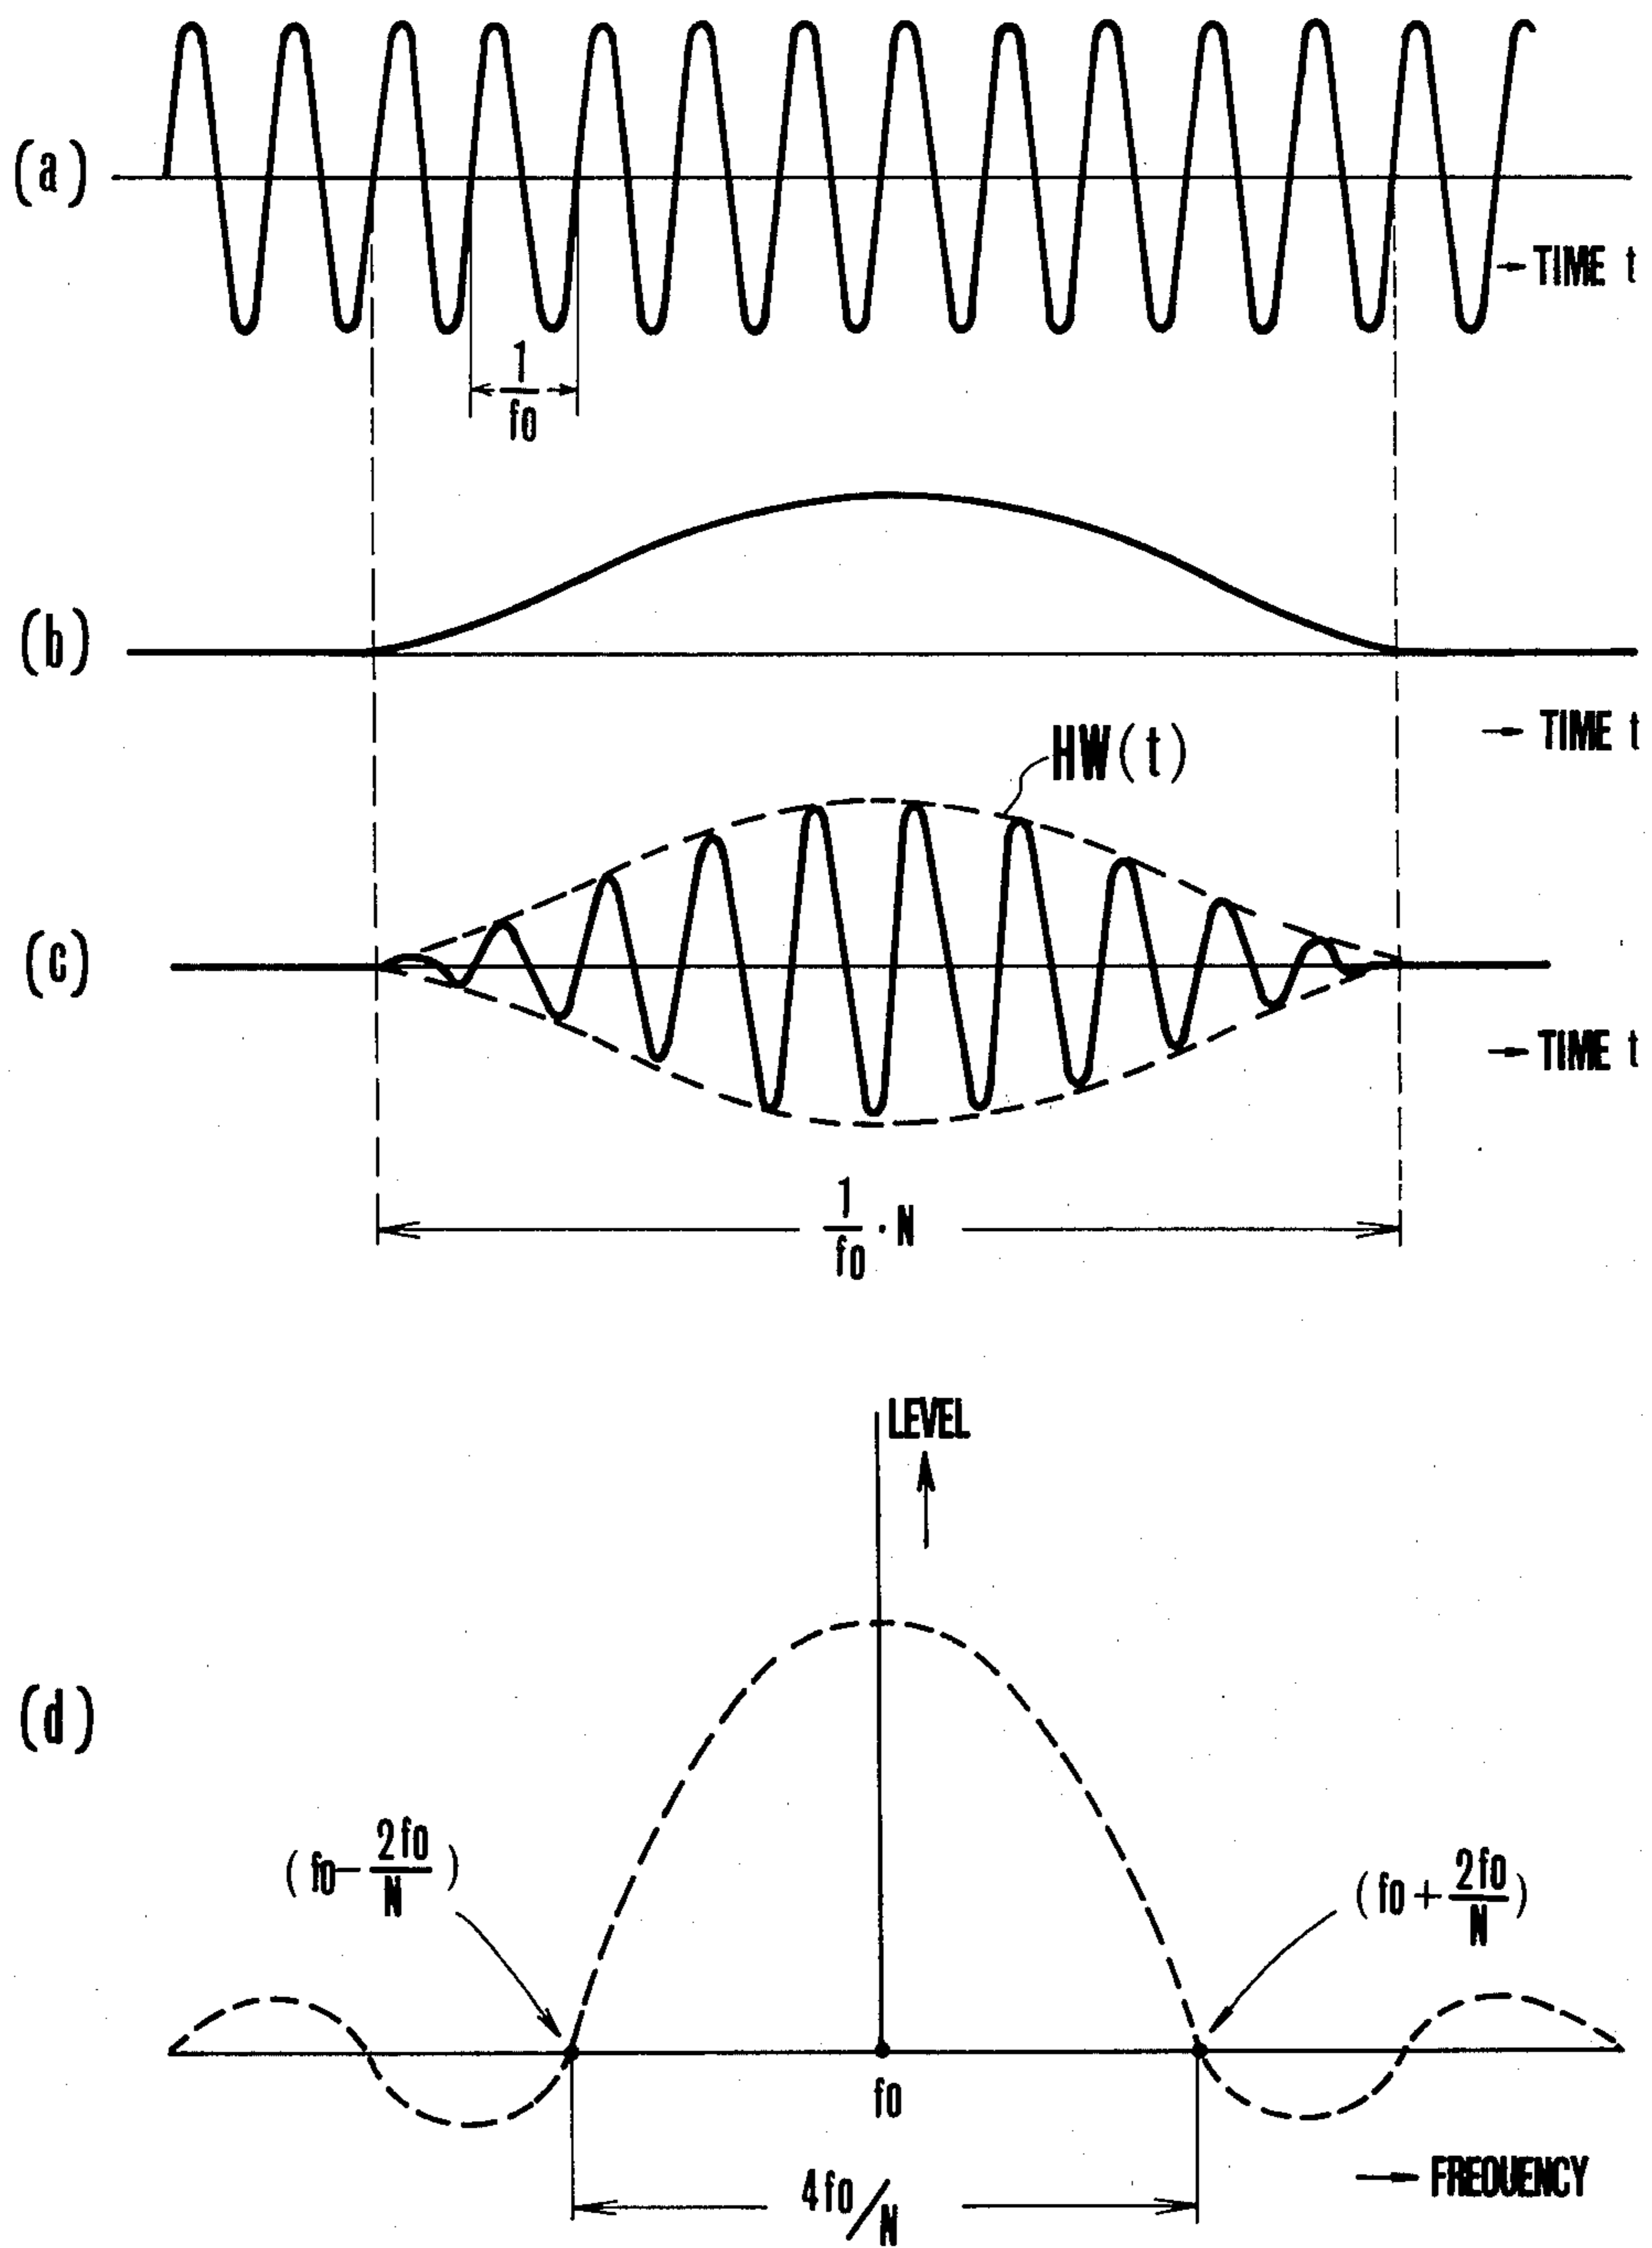 (a)
→ TIME t
1
fo
(b)
→ TIME t
HW(t)
(c)
→ TIME t
1/fo · N
LEVEL
(d)
(fo - 2fo/N)
(fo + 2fo/N)
fo
4fo/N
→ FREQUENCY